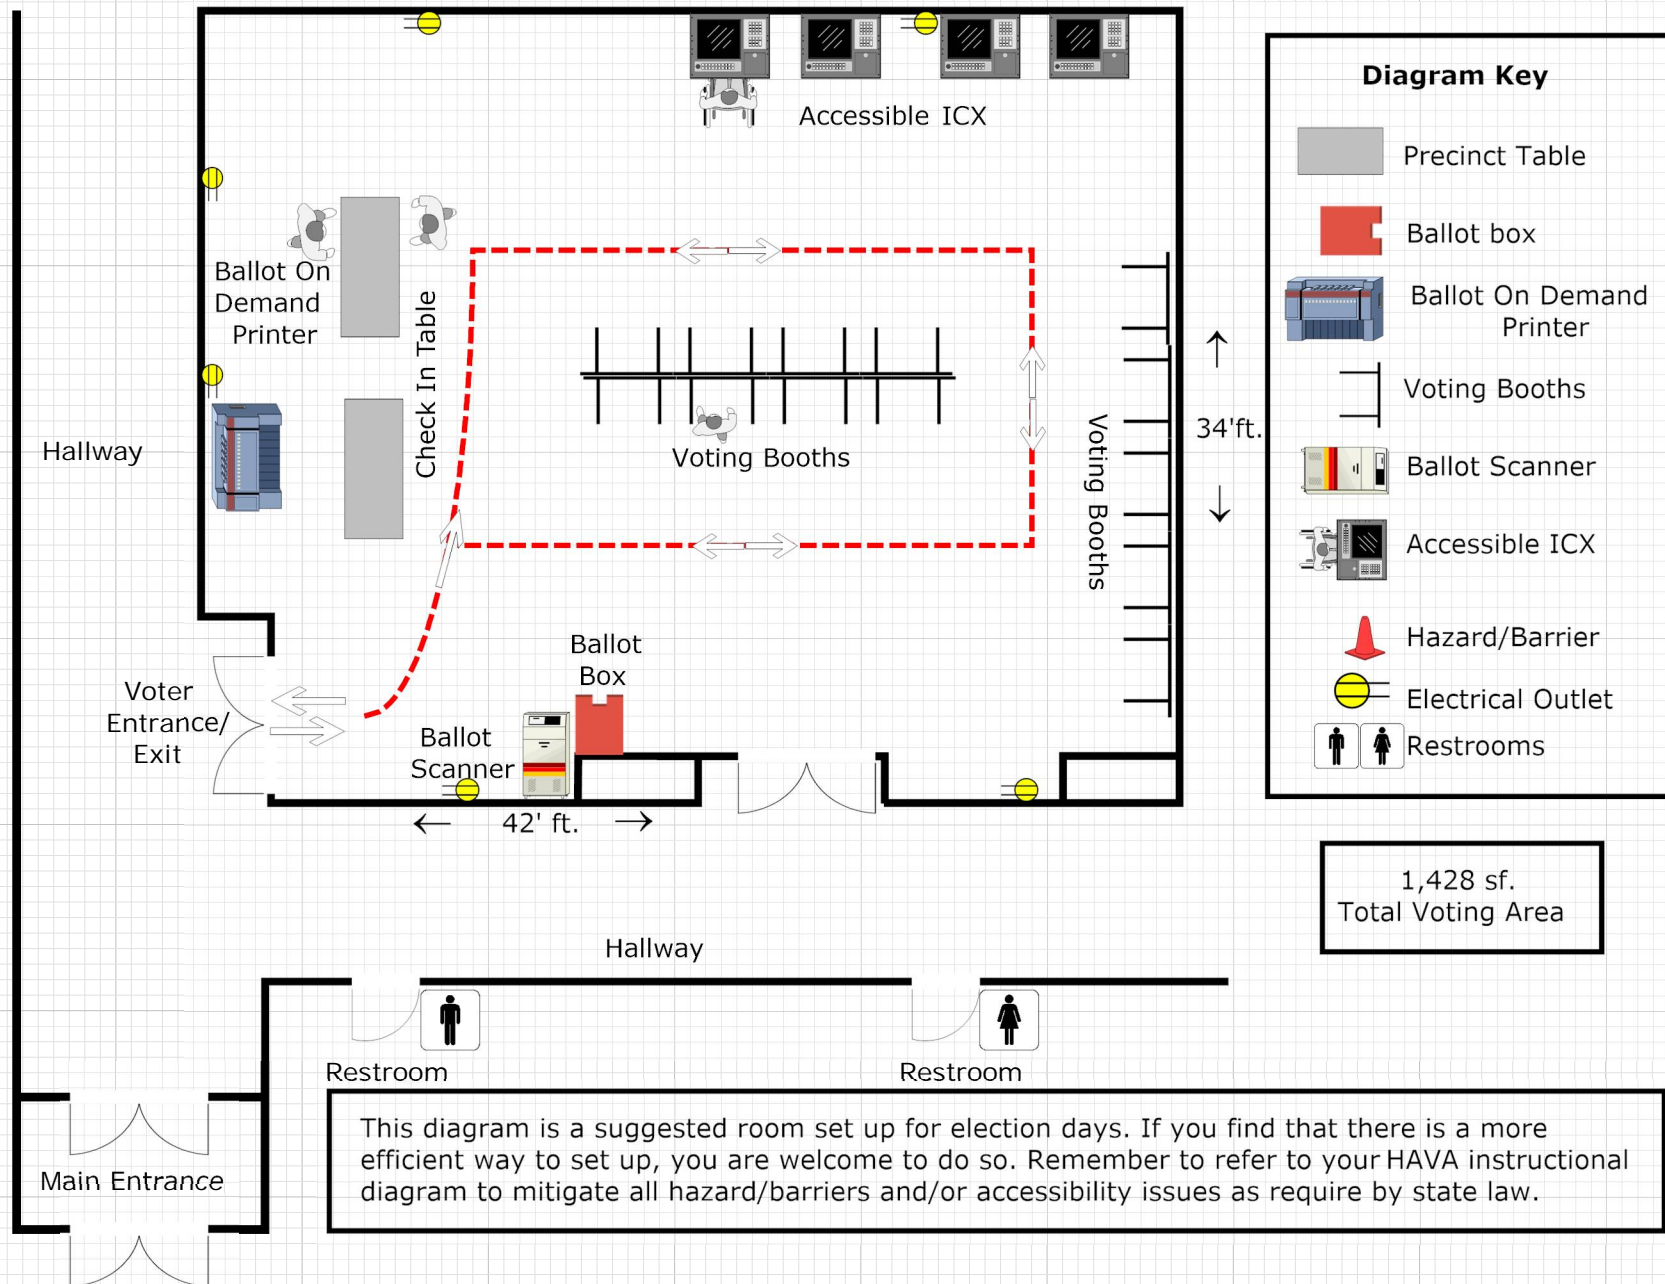 Accessible ICX
Ballot On
Demand
Printer
Check In Table
Hallway
Voting Booths
Voting Booths
34'ft.
Voter
Entrance/
Exit
Ballot
Box
Ballot
Scanner
42' ft.
Hallway
Restroom
Restroom
Main Entrance
Diagram Key
Precinct Table
Ballot box
Ballot On Demand
Printer
Voting Booths
Ballot Scanner
Accessible ICX
Hazard/Barrier
Electrical Outlet
Restrooms
1,428 sf.
Total Voting Area
This diagram is a suggested room set up for election days. If you find that there is a more
efficient way to set up, you are welcome to do so. Remember to refer to your HAVA instructional
diagram to mitigate all hazard/barriers and/or accessibility issues as require by state law.